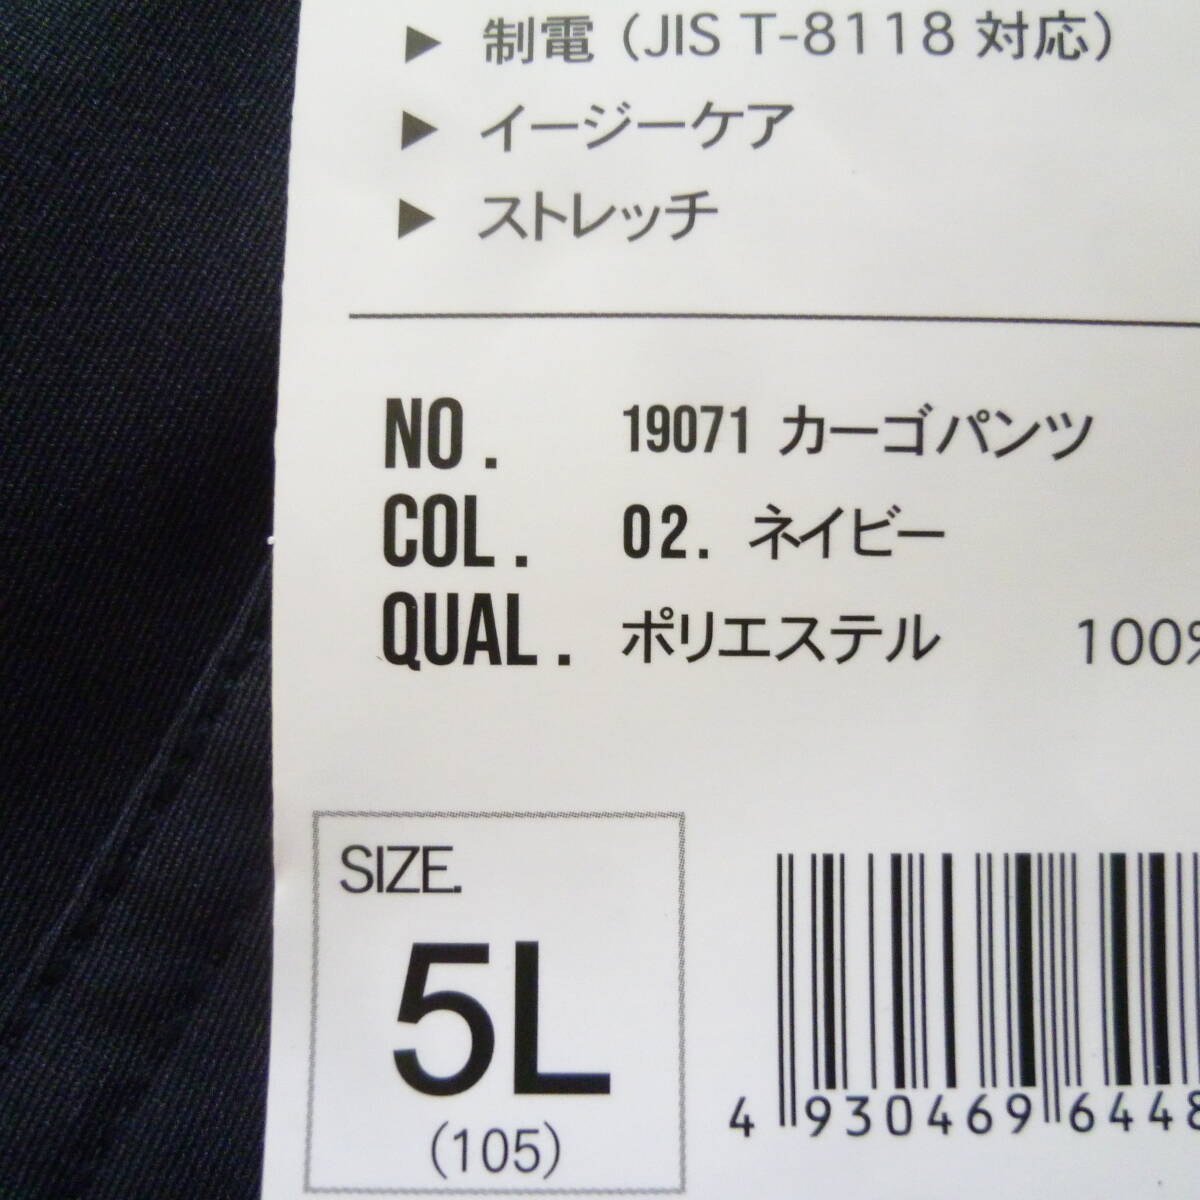 ▶ 制電（JIS T-8118 対応）
▶ イージーケア
▶ ストレッチ
NO. 19071 カーゴパンツ
COL. 02. ネイビー
QUAL. ポリエステル 100%
SIZE.
5L
(105)
4 930469 6448